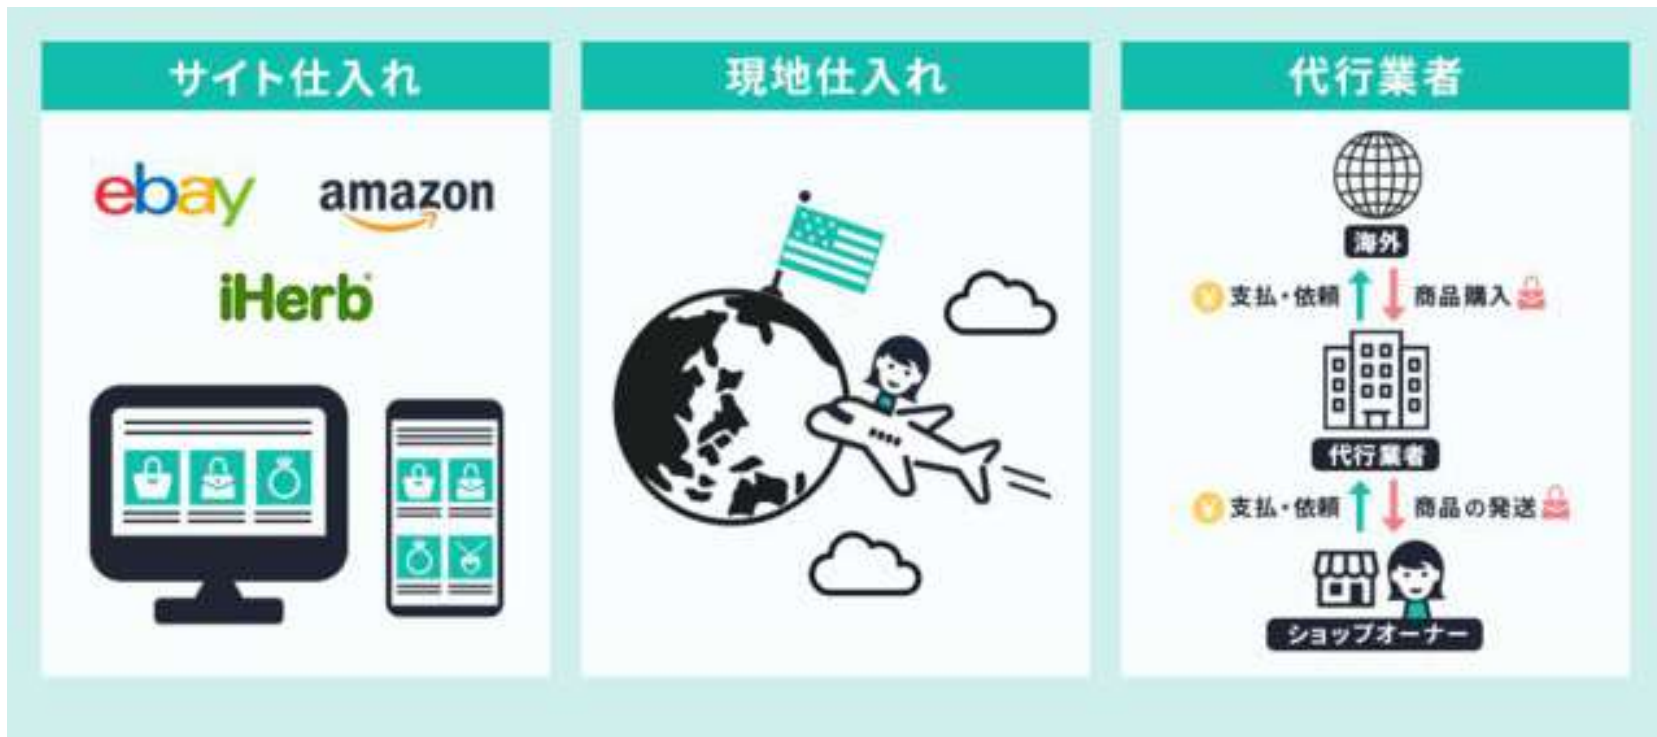 サイト仕入れ
ebay
amazon
iHerb
現地仕入れ
代行業者
海外
支払・依頼
商品購入
代行業者
支払・依頼
商品の発送
ショップオーナー